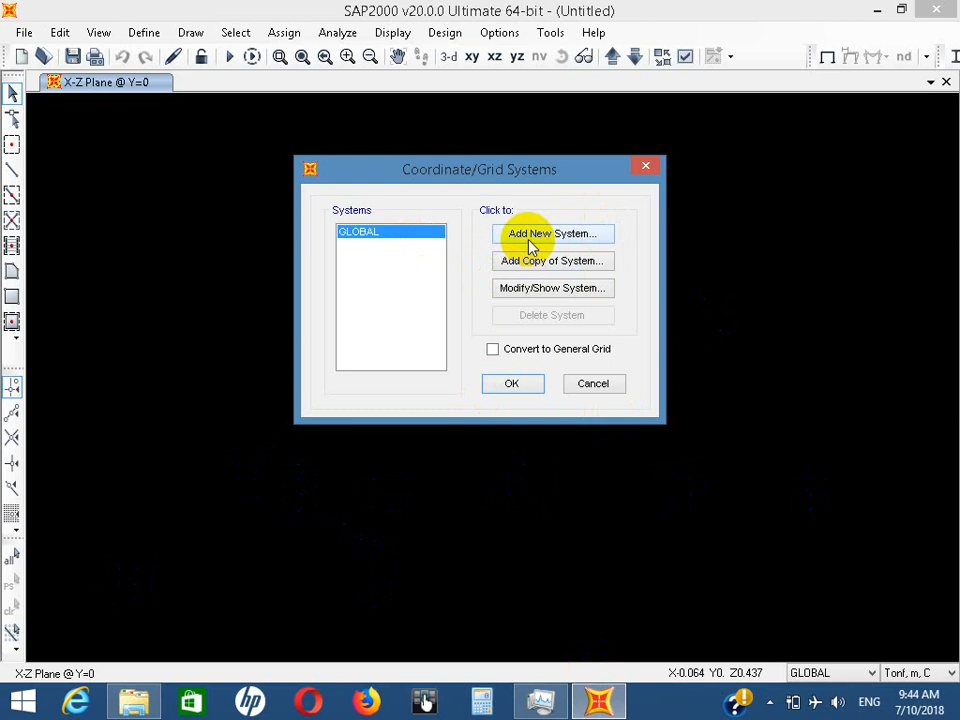 SAP2000 v20.0.0 Ultimate 64-bit - (Untitled)
File Edit View Define Draw Select Assign Analyze Display Design Options Tools Help
3-d xy xz yz nv nd
X-Z Plane @ Y=0
Coordinate/Grid Systems
Systems
GLOBAL
Click to:
Add New System...
Add Copy of System...
Modify/Show System...
Delete System
Convert to General Grid
OK Cancel
all
ps
clr
X-Z Plane @ Y=0 X-0.064 Y0. Z0.437 GLOBAL Tonf, m, C
ENG
9:44 AM
7/10/2018